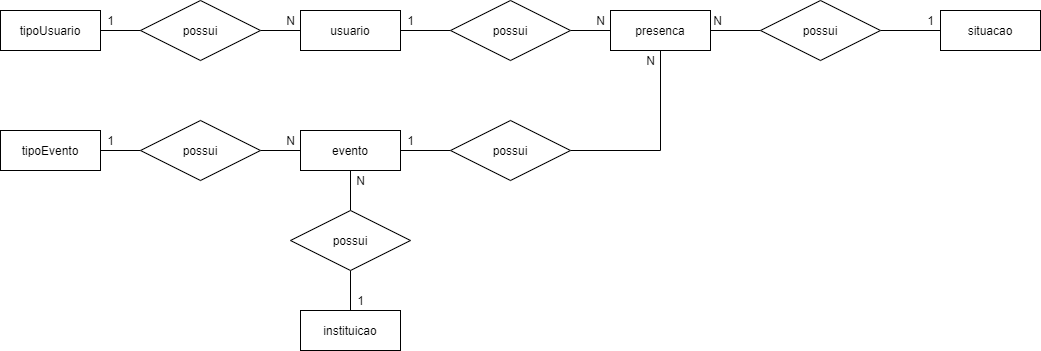 tipoUsuario 1 possui N usuario 1 possui N presenca N possui 1 situacao
N
tipoEvento 1 possui N evento 1 possui
N
possui
1
instituicao